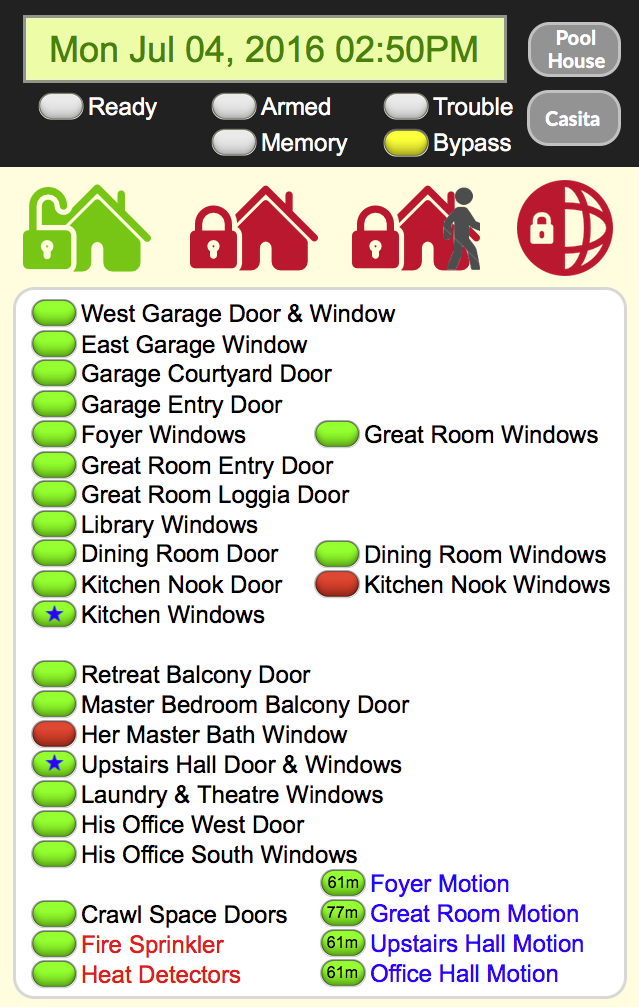 Mon Jul 04, 2016 02:50PM
Pool
House
Ready
Armed
Trouble
Casita
Memory
Bypass
West Garage Door & Window
East Garage Window
Garage Courtyard Door
Garage Entry Door
Foyer Windows
Great Room Windows
Great Room Entry Door
Great Room Loggia Door
Library Windows
Dining Room Door
Dining Room Windows
Kitchen Nook Door
Kitchen Nook Windows
Kitchen Windows
Retreat Balcony Door
Master Bedroom Balcony Door
Her Master Bath Window
Upstairs Hall Door & Windows
Laundry & Theatre Windows
His Office West Door
His Office South Windows
61m Foyer Motion
Crawl Space Doors
77m Great Room Motion
Fire Sprinkler
61m Upstairs Hall Motion
Heat Detectors
61m Office Hall Motion